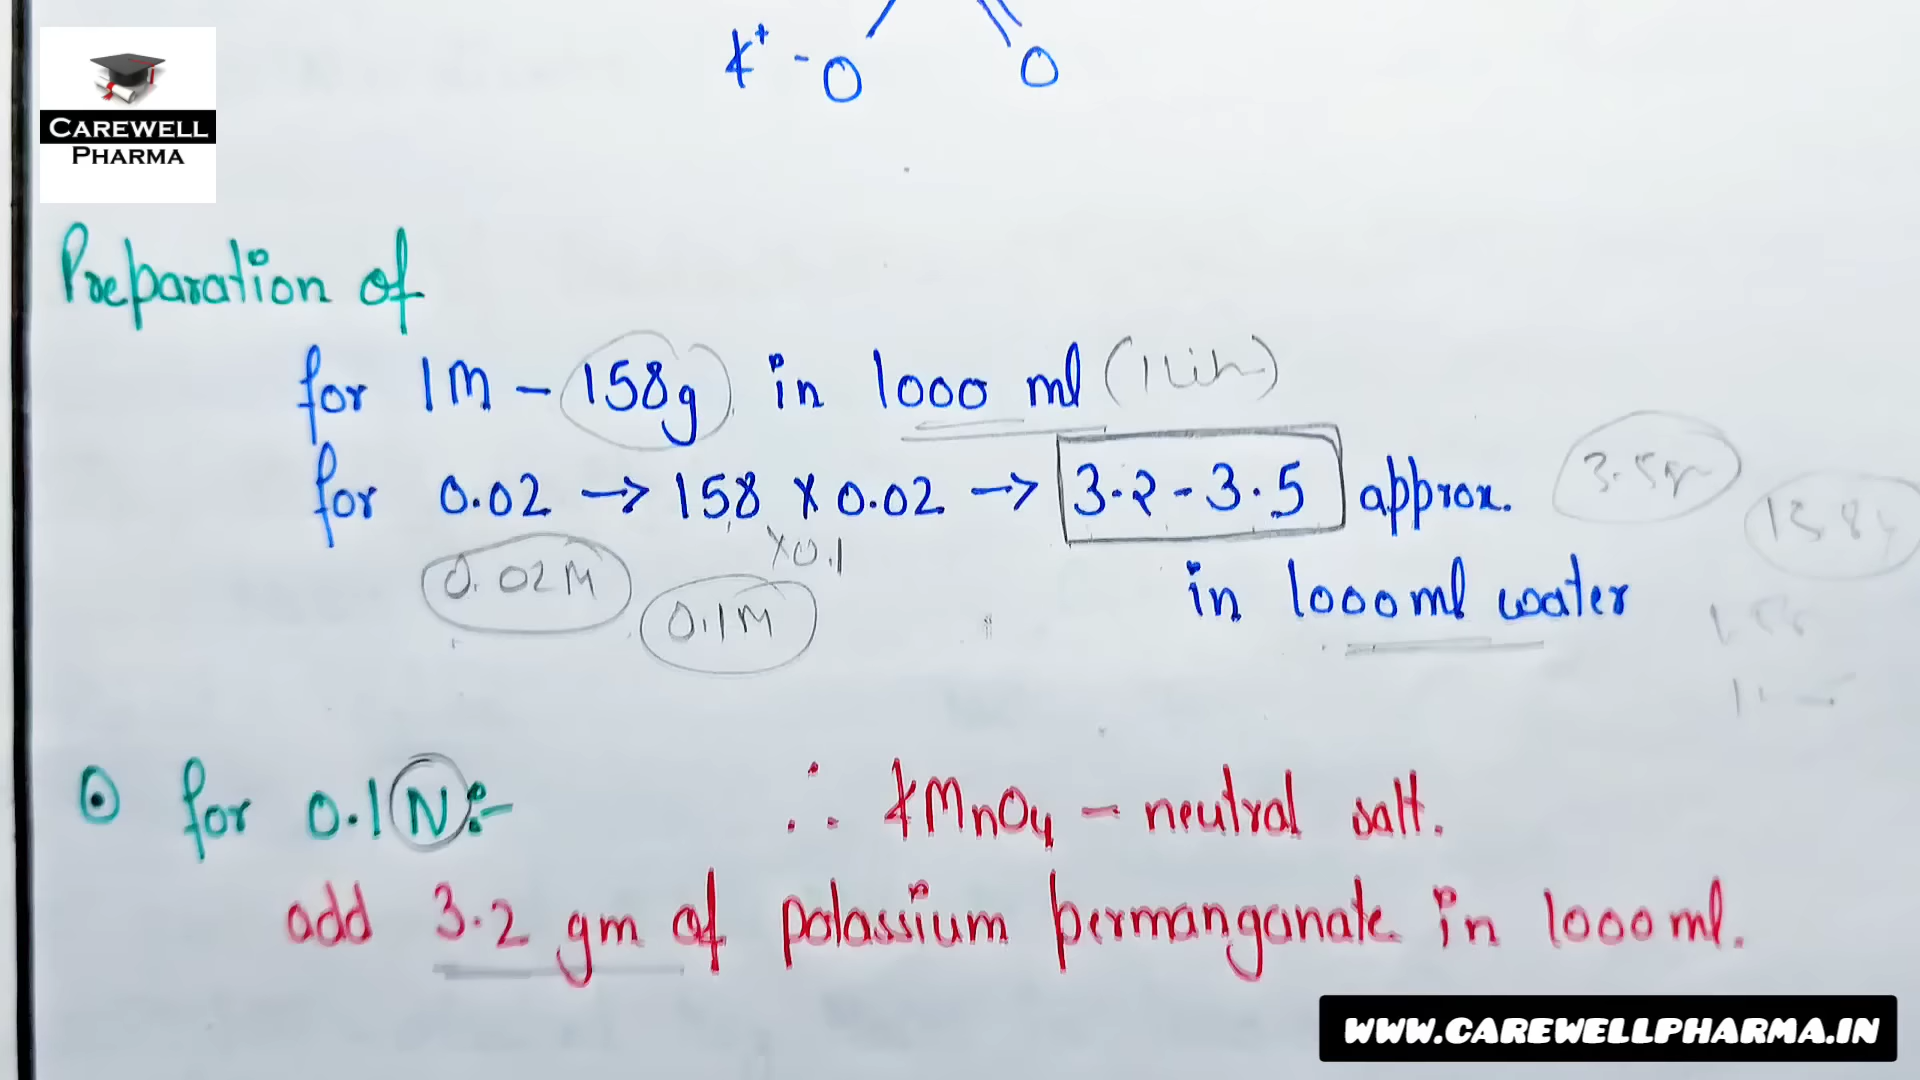 K⁺ - O O
CAREWELL
PHARMA
Preparation of
for 1M - 158g in 1000 ml
for 0.02 → 158 × 0.02 → 3.2 - 3.5 approx.
×0.1
0.02M 0.1M
in 1000ml water
⊙ for 0.1 N:- ∴ KMnO4 - neutral salt.
add 3.2 gm of potassium permanganate in 1000 ml.
WWW.CAREWELLPHARMA.IN